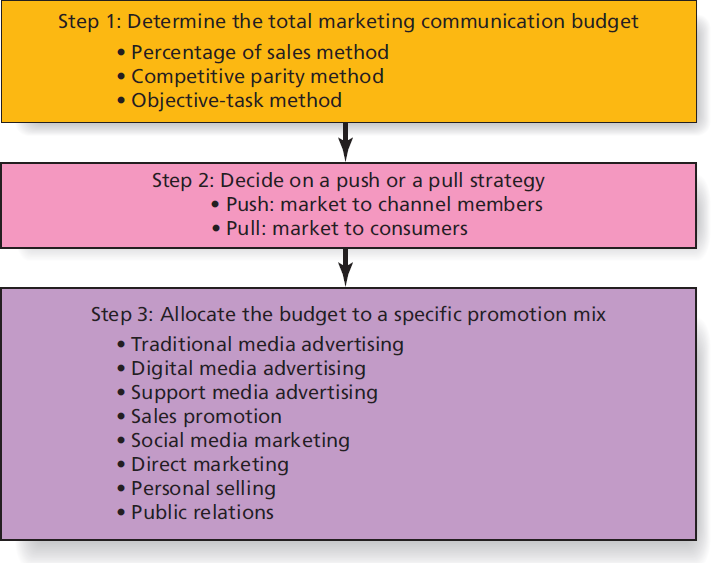 Step 1: Determine the total marketing communication budget
• Percentage of sales method
• Competitive parity method
• Objective-task method
Step 2: Decide on a push or a pull strategy
• Push: market to channel members
• Pull: market to consumers
Step 3: Allocate the budget to a specific promotion mix
• Traditional media advertising
• Digital media advertising
• Support media advertising
• Sales promotion
• Social media marketing
• Direct marketing
• Personal selling
• Public relations